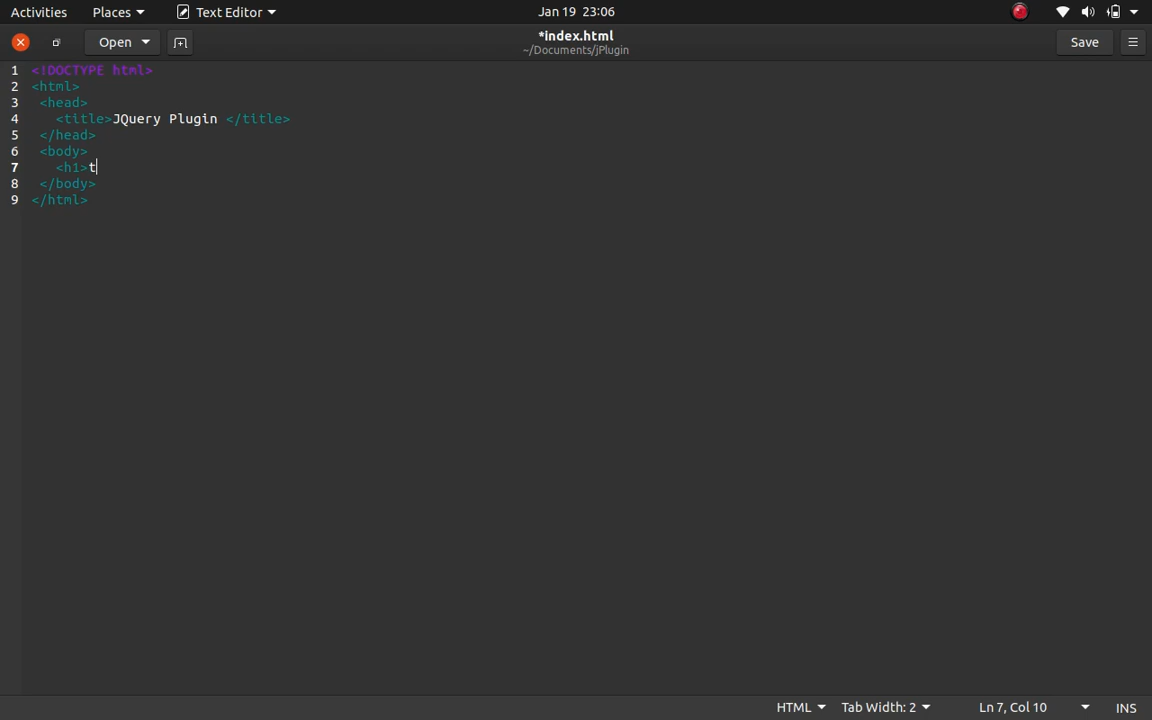 Activities Places Text Editor Jan 19 23:06
Open *index.html Save
~/Documents/jPlugin
1 <!DOCTYPE html>
2 <html>
3 <head>
4 <title>JQuery Plugin </title>
5 </head>
6 <body>
7 <h1>t
8 </body>
9 </html>
HTML Tab Width: 2 Ln 7, Col 10 INS